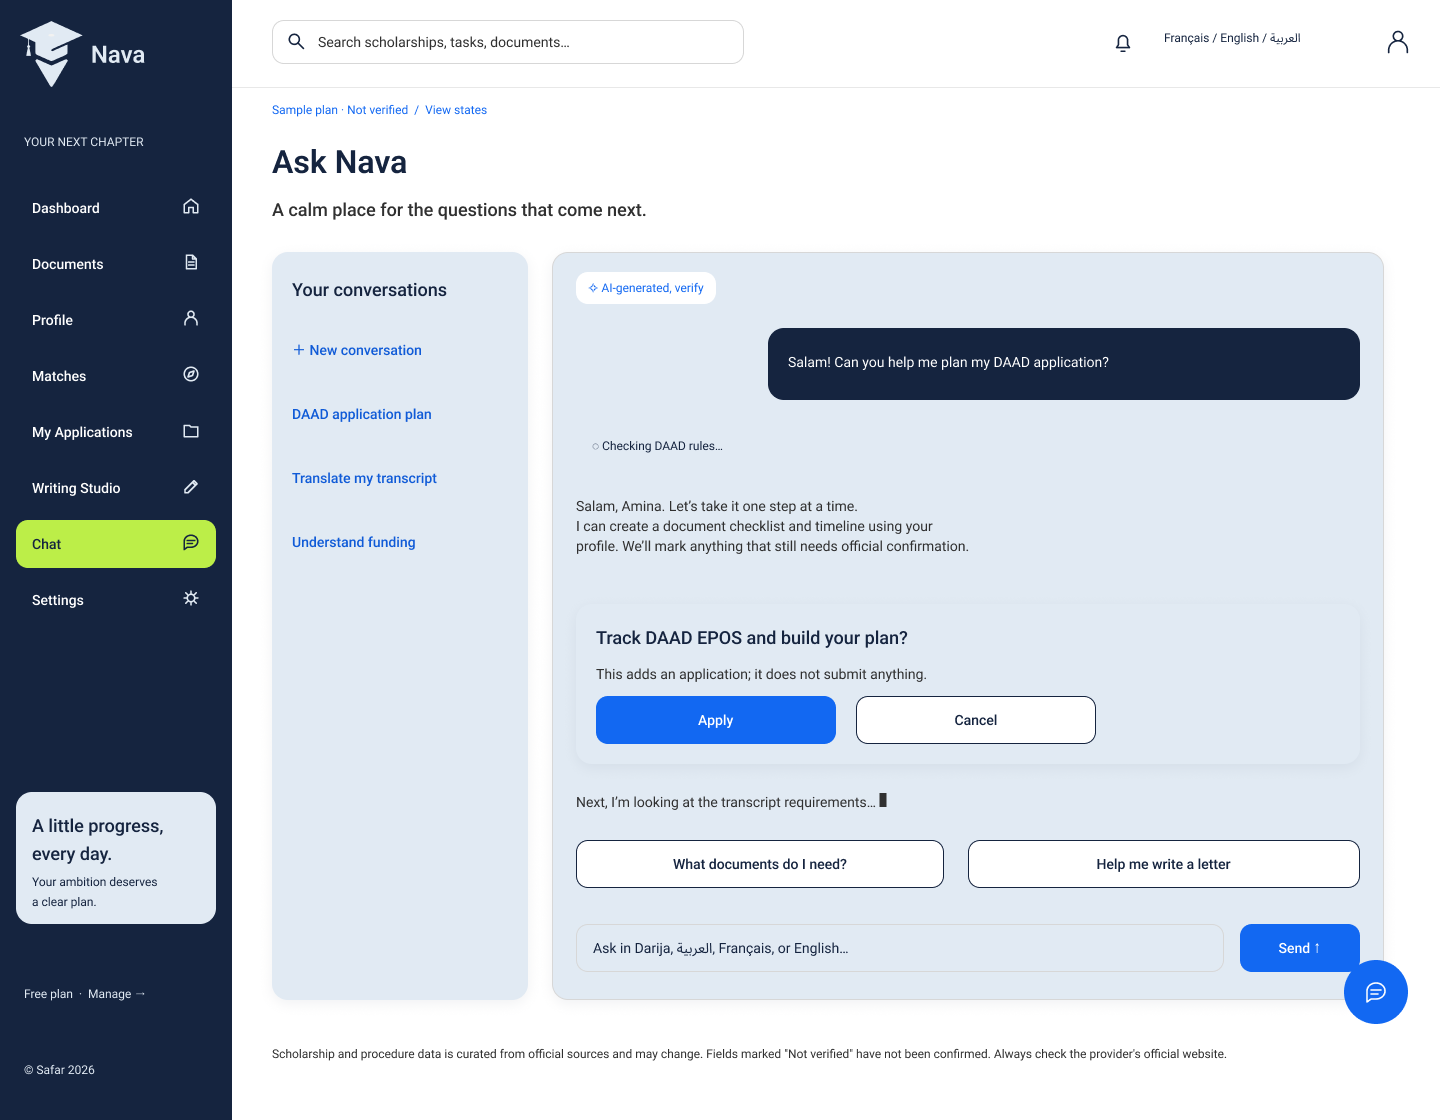 Nava
YOUR NEXT CHAPTER
Dashboard
Documents
Profile
Matches
My Applications
Writing Studio
Chat
Settings
A little progress,
every day.
Your ambition deserves
a clear plan.
Free plan · Manage →
© Safar 2026
Search scholarships, tasks, documents…
Français / English / العربية
Sample plan · Not verified / View states
Ask Nava
A calm place for the questions that come next.
Your conversations
+ New conversation
DAAD application plan
Translate my transcript
Understand funding
✧ AI-generated, verify
Salam! Can you help me plan my DAAD application?
○ Checking DAAD rules…
Salam, Amina. Let’s take it one step at a time.
I can create a document checklist and timeline using your
profile. We’ll mark anything that still needs official confirmation.
Track DAAD EPOS and build your plan?
This adds an application; it does not submit anything.
Apply
Cancel
Next, I’m looking at the transcript requirements… ▋
What documents do I need?
Help me write a letter
Ask in Darija, العربية, Français, or English…
Send ↑
Scholarship and procedure data is curated from official sources and may change. Fields marked "Not verified" have not been confirmed. Always check the provider's official website.